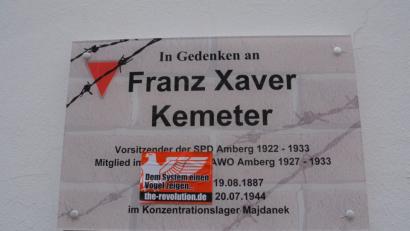 In Gedenken an
Franz Xaver
Kemeter
Vorsitzender der SPD Amberg 1922 - 1933
Mitglied in AWO Amberg 1927 - 1933
Dem System einen
Vogel zeigen..
the-revolution.de
19.08.1887
20.07.1944
im Konzentrationslager Majdanek